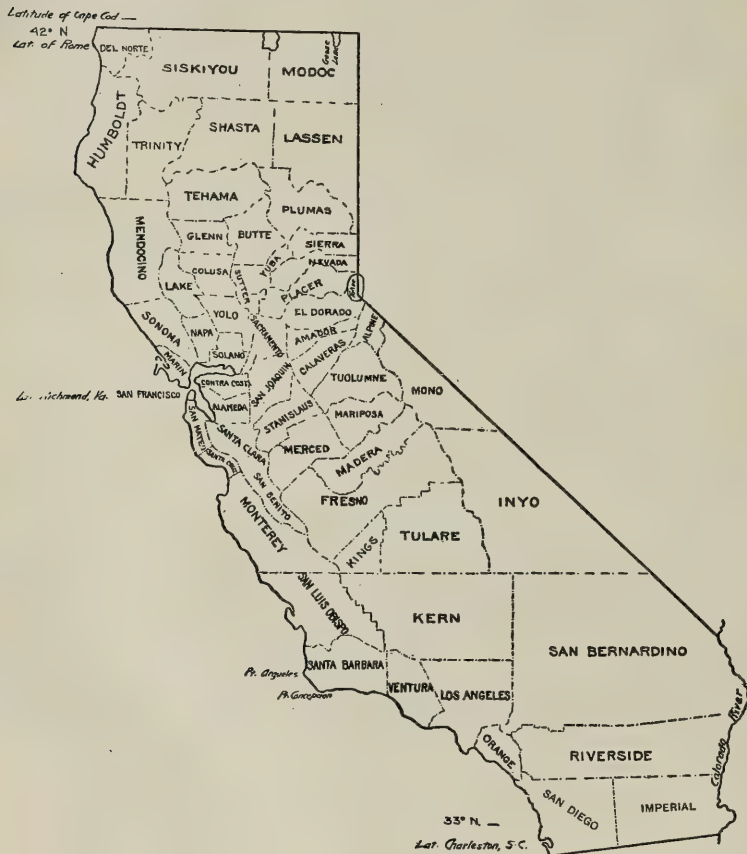 Latitude of Cape Cod —
42° N
Lat. of Rome
DEL NORTE
SISKIYOU
MODOC
Goose Lake
HUMBOLDT
TRINITY
SHASTA
LASSEN
TEHAMA
PLUMAS
MENDOCINO
GLENN
BUTTE
SIERRA
NEVADA
YUBA
COLUSA
LAKE
SUTTER
PLACER
YOLO
EL DORADO
SONOMA
NAPA
SACRAMENTO
AMADOR
ALPINE
SOLANO
CALAVERAS
MARIN
CONTRA COSTA
SAN JOAQUIN
TUOLUMNE
MONO
Richmond, Va.
SAN FRANCISCO
ALAMEDA
STANISLAUS
MARIPOSA
SAN MATEO
SANTA CLARA
MERCED
SANTA CRUZ
MADERA
SAN BENITO
FRESNO
INYO
MONTEREY
KINGS
TULARE
SAN LUIS OBISPO
KERN
SAN BERNARDINO
SANTA BARBARA
Pt. Arguelles
Pt. Concepcion
VENTURA
LOS ANGELES
Colorado River
ORANGE
RIVERSIDE
SAN DIEGO
IMPERIAL
33° N. —
Lat. Charleston, S.C.